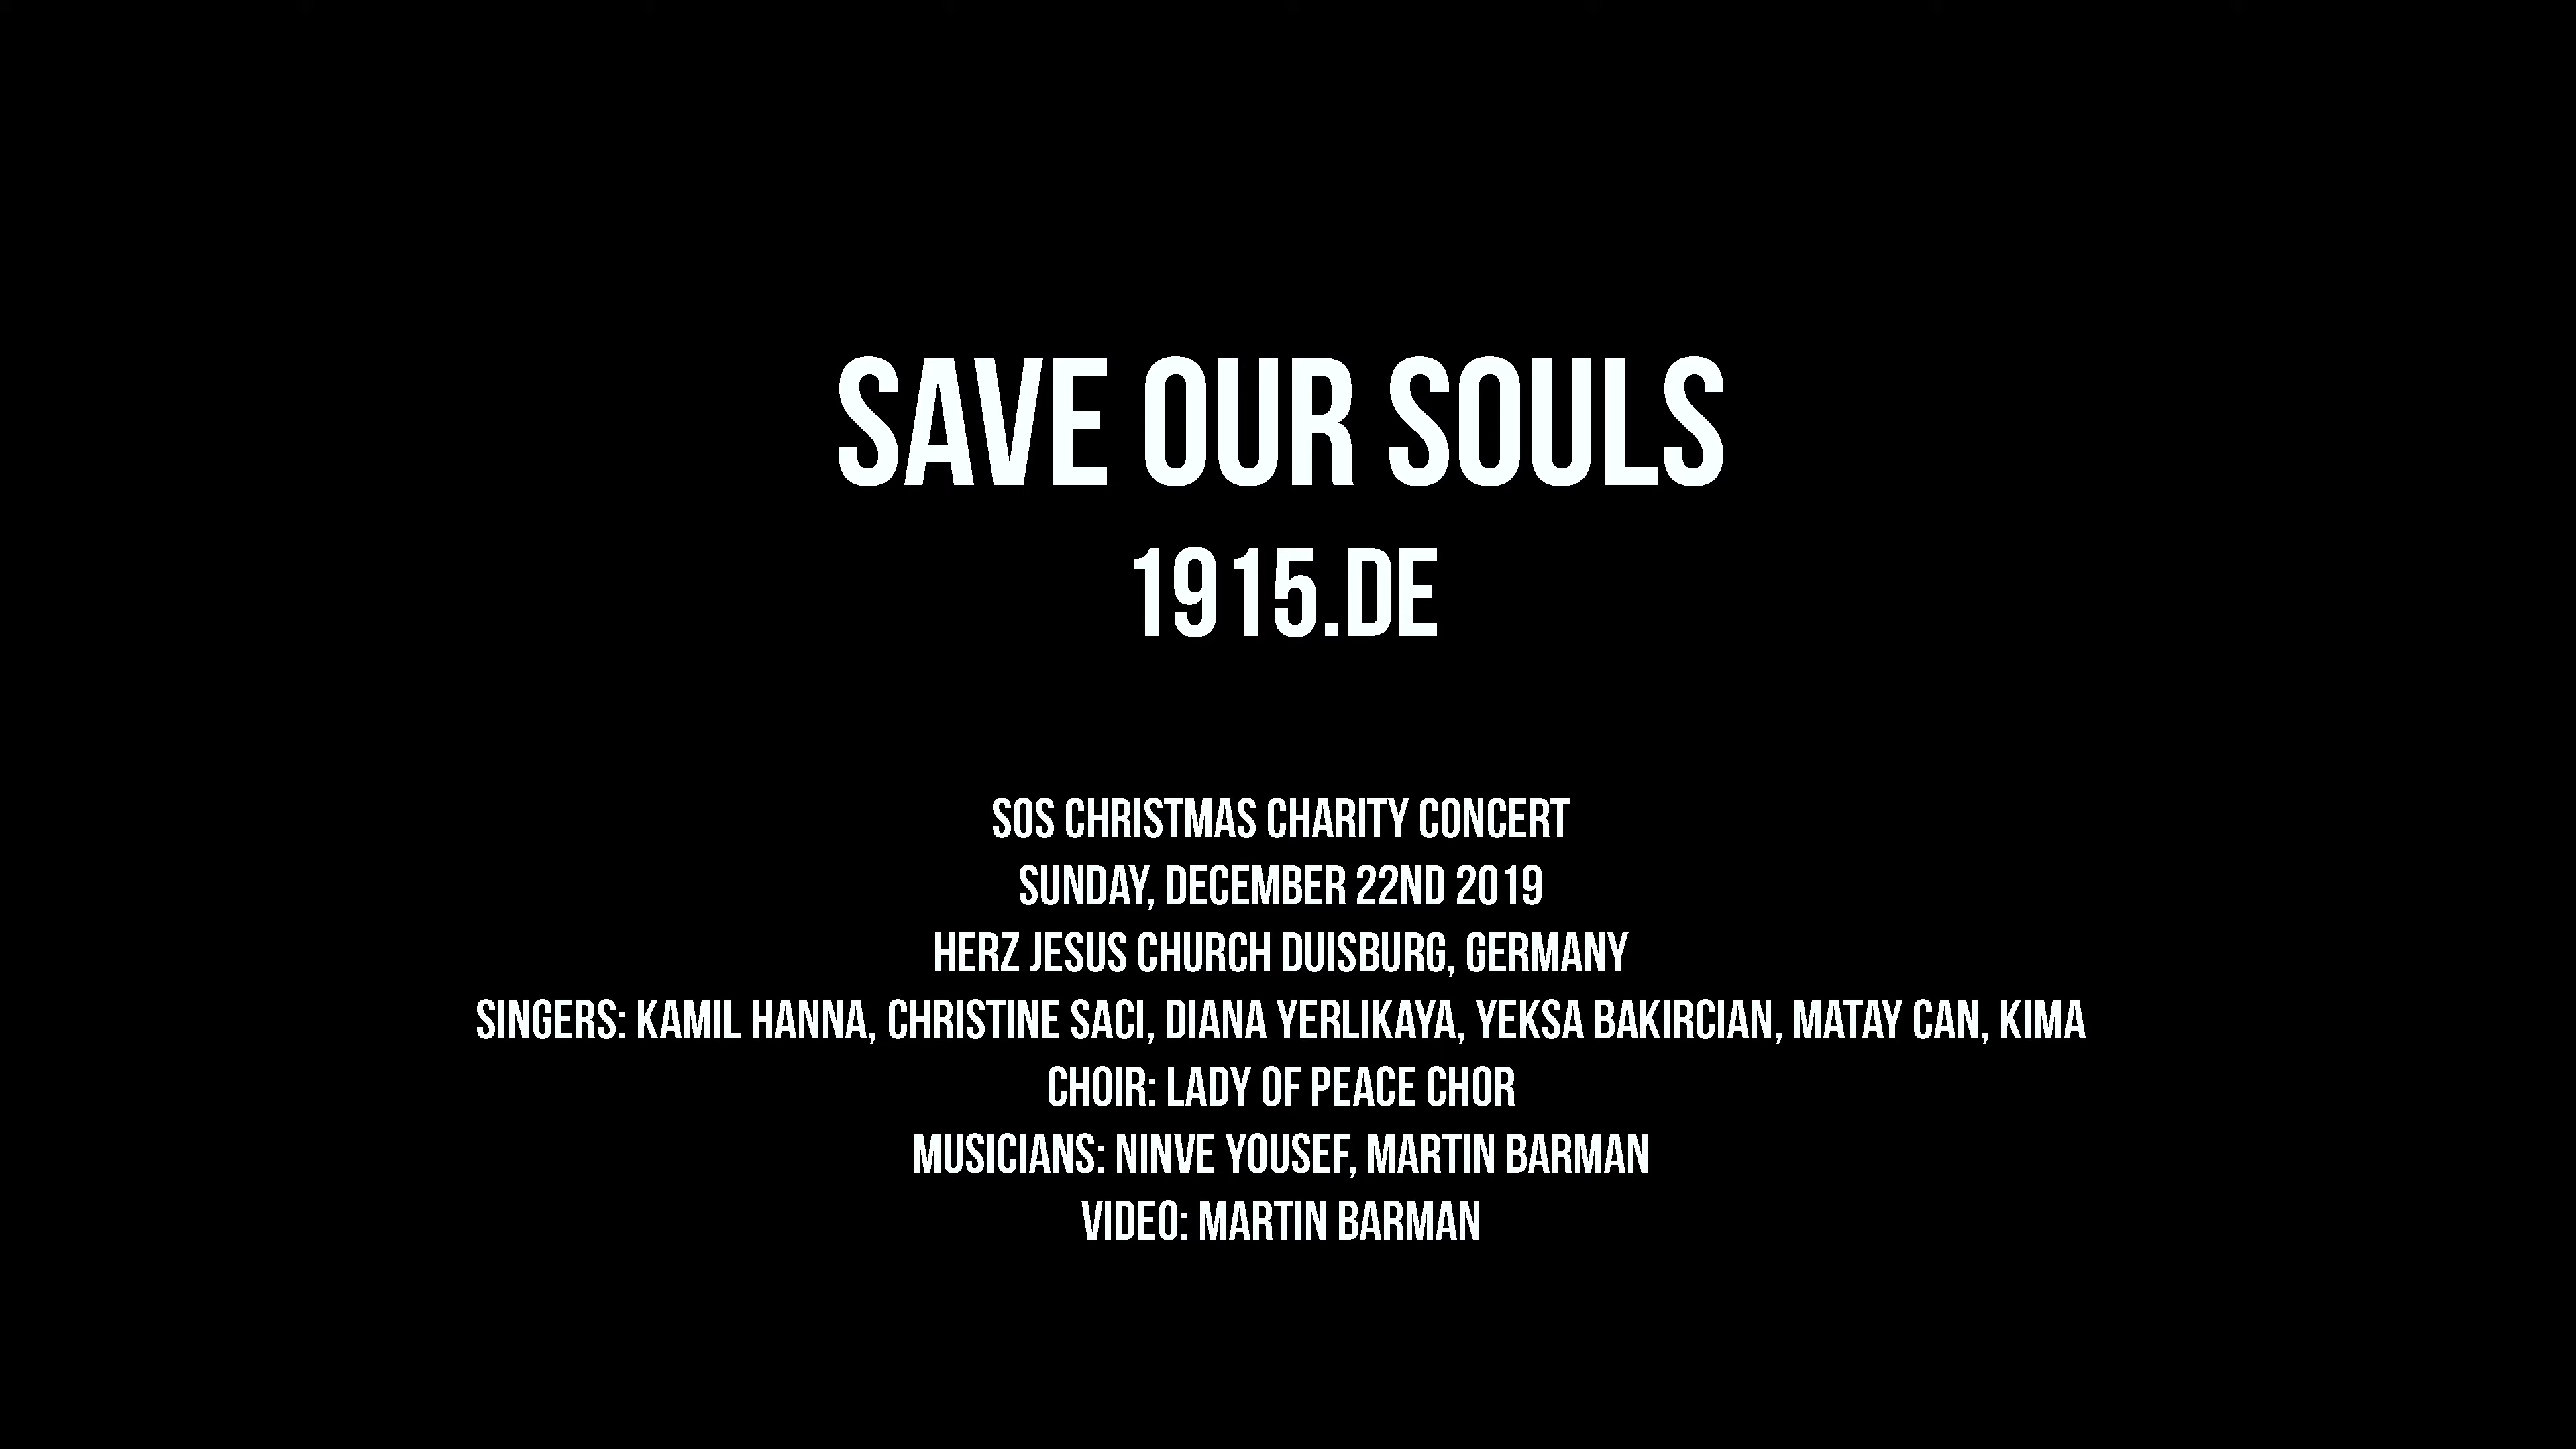 SAVE OUR SOULS
1915.DE
SOS CHRISTMAS CHARITY CONCERT
SUNDAY, DECEMBER 22ND 2019
HERZ JESUS CHURCH DUISBURG, GERMANY
SINGERS: KAMIL HANNA, CHRISTINE SACI, DIANA YERLIKAYA, YEKSA BAKIRCIAN, MATAY CAN, KIMA
CHOIR: LADY OF PEACE CHOR
MUSICIANS: NINVE YOUSEF, MARTIN BARMAN
VIDEO: MARTIN BARMAN